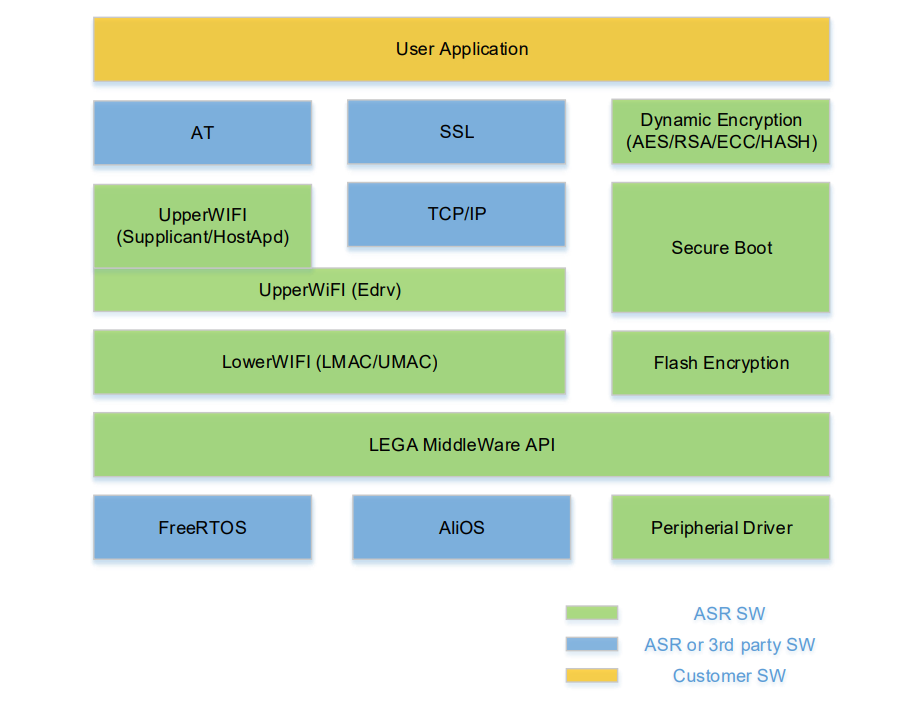 User Application
AT
SSL
Dynamic Encryption
(AES/RSA/ECC/HASH)
UpperWIFI
(Supplicant/HostApd)
TCP/IP
Secure Boot
UpperWiFI (Edrv)
LowerWIFI (LMAC/UMAC)
Flash Encryption
LEGA MiddleWare API
FreeRTOS
AliOS
Peripherial Driver
ASR SW
ASR or 3rd party SW
Customer SW